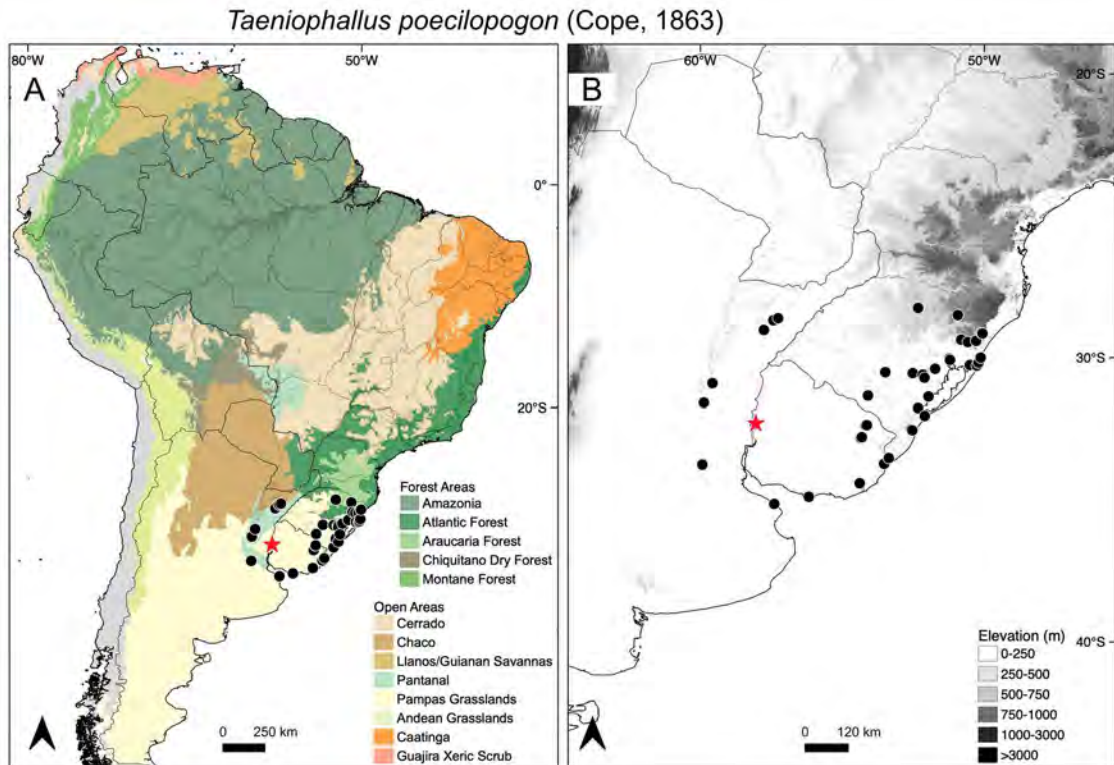 Taeniophallus poecilopogon (Cope, 1863)
A
80°W
50°W
0°
20°S
Forest Areas
Amazonia
Atlantic Forest
Araucaria Forest
Chiquitano Dry Forest
Montane Forest
Open Areas
Cerrado
Chaco
Llanos/Guianan Savannas
Pantanal
Pampas Grasslands
Andean Grasslands
Caatinga
Guajira Xeric Scrub
0 250 km
B
60°W
50°W
20°S
30°S
40°S
Elevation (m)
0-250
250-500
500-750
750-1000
1000-3000
>3000
0 120 km